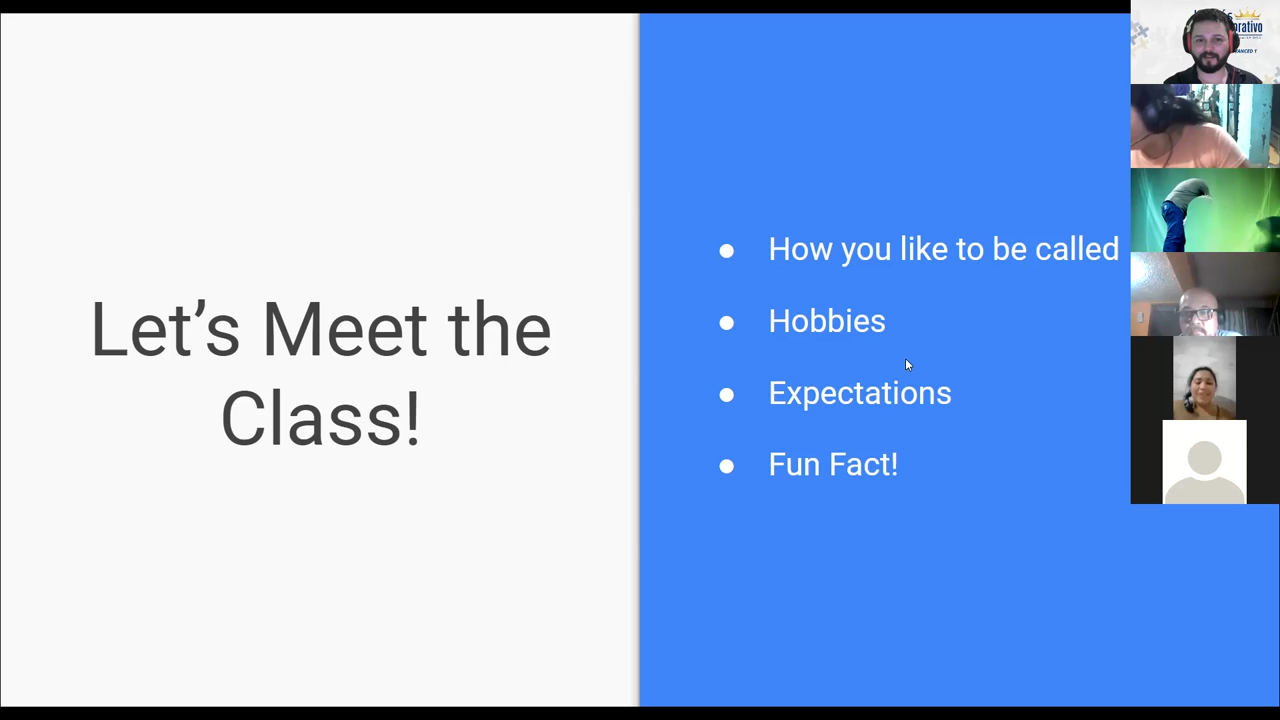 Let's Meet the
Class!
● How you like to be called
● Hobbies
● Expectations
● Fun Fact!